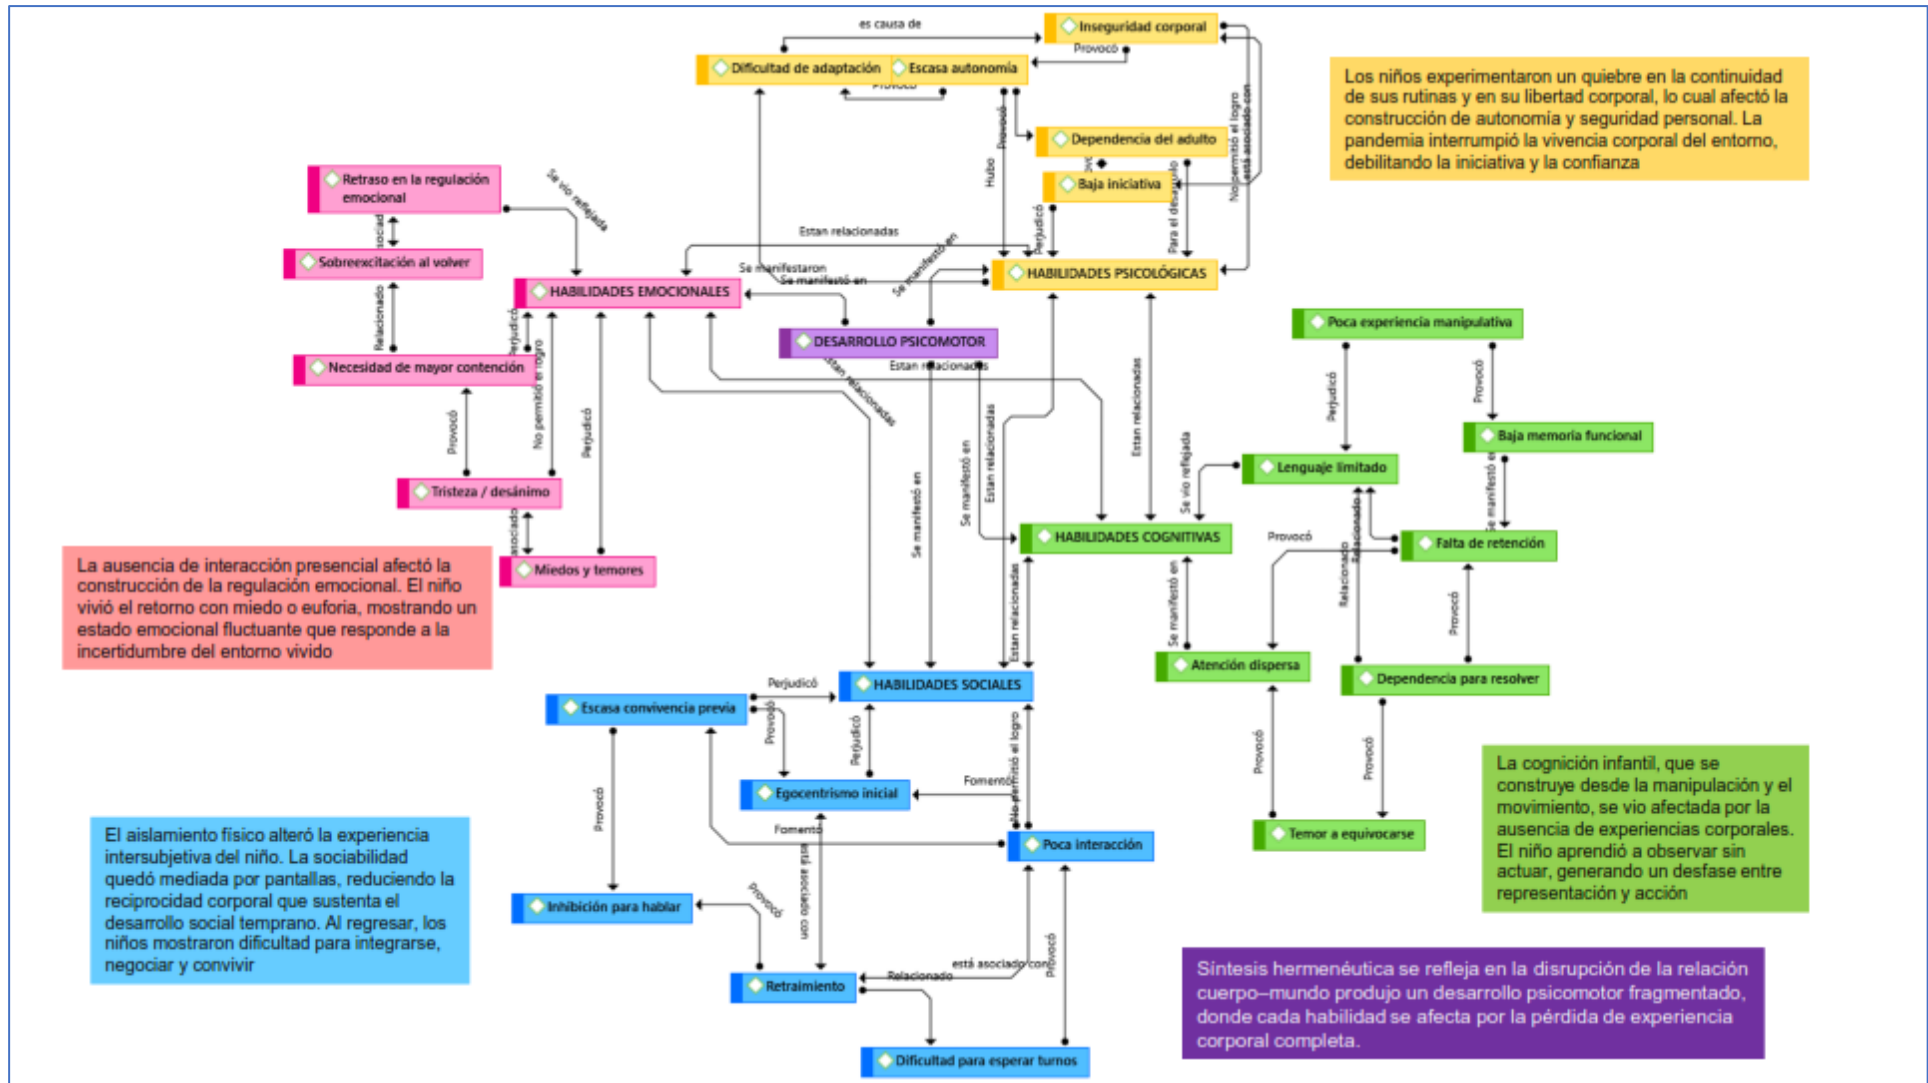 es causa de
Inseguridad corporal
Provocó
Dificultad de adaptación
Escasa autonomía
Provocó
Los niños experimentaron un quiebre en la continuidad
de sus rutinas y en su libertad corporal, lo cual afectó la
construcción de autonomía y seguridad personal. La
pandemia interrumpió la vivencia corporal del entorno,
debilitando la iniciativa y la confianza
No permitió el logro
está asociado con
Provocó
Hubo
Dependencia del adulto
Baja iniciativa
Perjudicó
Retraso en la regulación
emocional
Se vio reflejada
Sobreexcitación al volver
Relacionado
Estan relacionadas
Se manifestaron
Se manifestó en
Se manifestó en
HABILIDADES PSICOLÓGICAS
HABILIDADES EMOCIONALES
Perjudicó
No permitió el logro
Necesidad de mayor contención
DESARROLLO PSICOMOTOR
Estan relacionadas
Estan relacionadas
Poca experiencia manipulativa
Perjudicó
Provocó
Baja memoria funcional
Provocó
Perjudicó
Estan relacionadas
Estan relacionadas
Se manifestó en
Se manifestó en
Se vio reflejada
Lenguaje limitado
Se manifestó en
Tristeza / desánimo
asociado
Miedos y temores
HABILIDADES COGNITIVAS
Provocó
Relacionado
Relacionado
Falta de retención
La ausencia de interacción presencial afectó la
construcción de la regulación emocional. El niño
vivió el retorno con miedo o euforia, mostrando un
estado emocional fluctuante que responde a la
incertidumbre del entorno vivido
Estan relacionadas
Se manifestó en
Provocó
Atención dispersa
Dependencia para resolver
HABILIDADES SOCIALES
Perjudicó
Escasa convivencia previa
Provocó
Perjudicó
No permitió el logro
Provocó
Provocó
Egocentrismo inicial
Fomentó
Provocó
Fomentó
Poca interacción
Temor a equivocarse
La cognición infantil, que se
construye desde la manipulación y el
movimiento, se vio afectada por la
ausencia de experiencias corporales.
El niño aprendió a observar sin
actuar, generando un desfase entre
representación y acción
El aislamiento físico alteró la experiencia
intersubjetiva del niño. La sociabilidad
quedó mediada por pantallas, reduciendo la
reciprocidad corporal que sustenta el
desarrollo social temprano. Al regresar, los
niños mostraron dificultad para integrarse,
negociar y convivir
está asociado con
Provocó
Inhibición para hablar
Provocó
está asociado con
Relacionado
Retraimiento
Dificultad para esperar turnos
Síntesis hermenéutica se refleja en la disrupción de la relación
cuerpo–mundo produjo un desarrollo psicomotor fragmentado,
donde cada habilidad se afecta por la pérdida de experiencia
corporal completa.